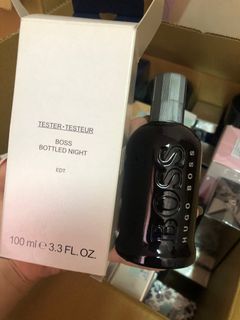 TESTER•TESTEUR
BOSS
BOTTLED NIGHT
EDT
100 ml e 3.3 FL. OZ.
BOSS
HUGO BOSS